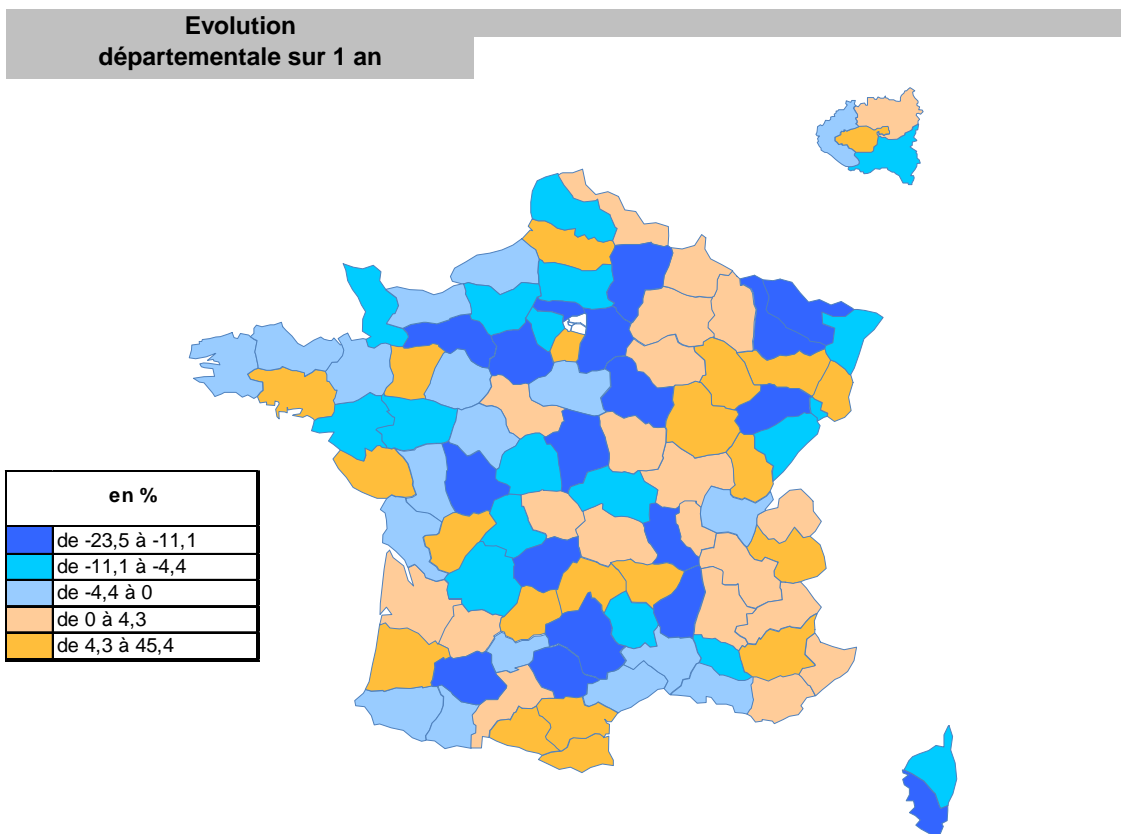 Evolution
départementale sur 1 an
en %
de -23,5 à -11,1
de -11,1 à -4,4
de -4,4 à 0
de 0 à 4,3
de 4,3 à 45,4